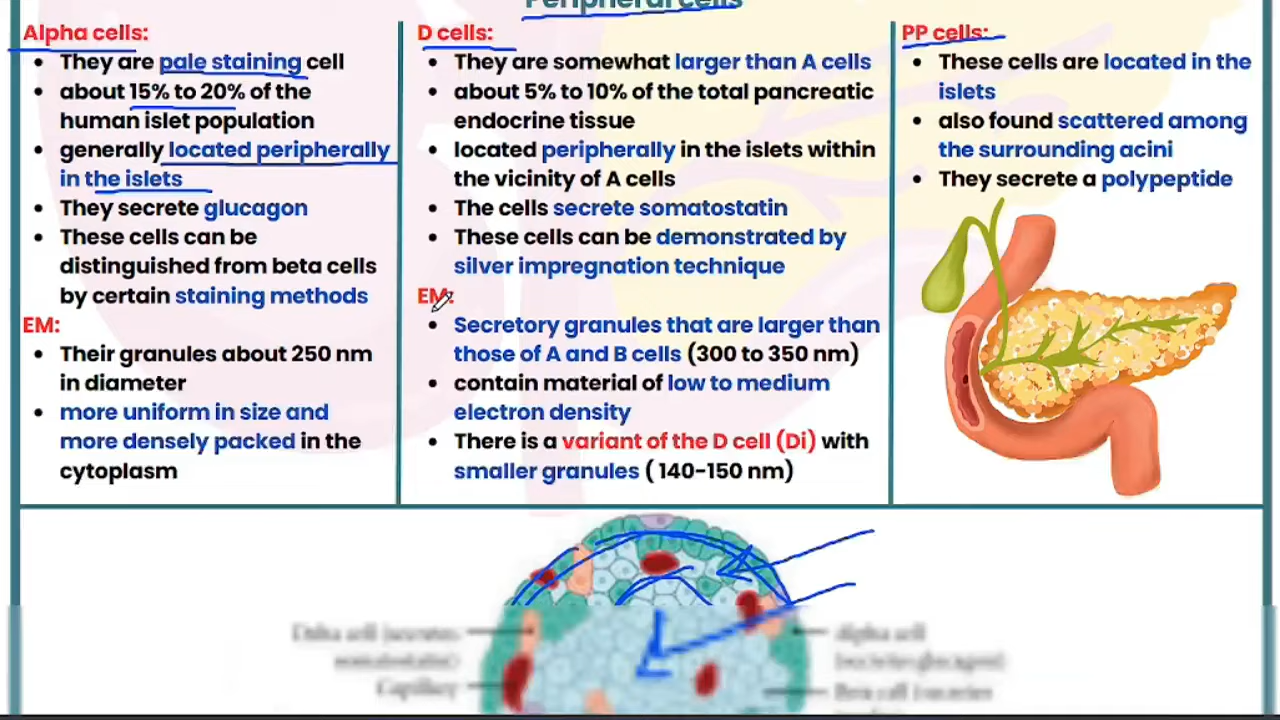 Peripheral cells
Alpha cells:
• They are pale staining cell
• about 15% to 20% of the
human islet population
• generally located peripherally
in the islets
• They secrete glucagon
• These cells can be
distinguished from beta cells
by certain staining methods
EM:
• Their granules about 250 nm
in diameter
• more uniform in size and
more densely packed in the
cytoplasm
D cells:
• They are somewhat larger than A cells
• about 5% to 10% of the total pancreatic
endocrine tissue
• located peripherally in the islets within
the vicinity of A cells
• The cells secrete somatostatin
• These cells can be demonstrated by
silver impregnation technique
EM:
• Secretory granules that are larger than
those of A and B cells (300 to 350 nm)
• contain material of low to medium
electron density
• There is a variant of the D cell (Di) with
smaller granules ( 140-150 nm)
PP cells:
• These cells are located in the
islets
• also found scattered among
the surrounding acini
• They secrete a polypeptide
Capillary